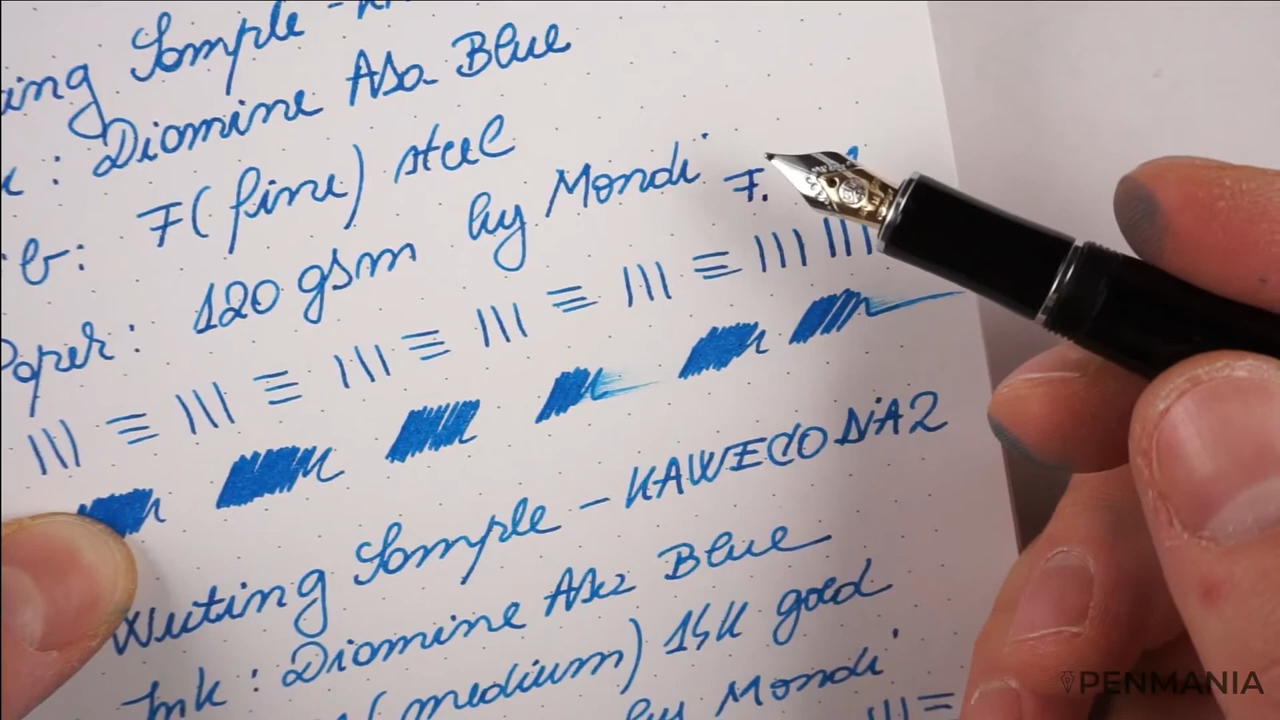 Writing Sample -
: Diamine Asa Blue
: F (fine) steel
Paper: 120 gsm by Mondi
F.
Writing Sample - KAWECO DIA2
Ink: Diamine Asa Blue
(medium) 14K gold
by Mondi
PENMANIA